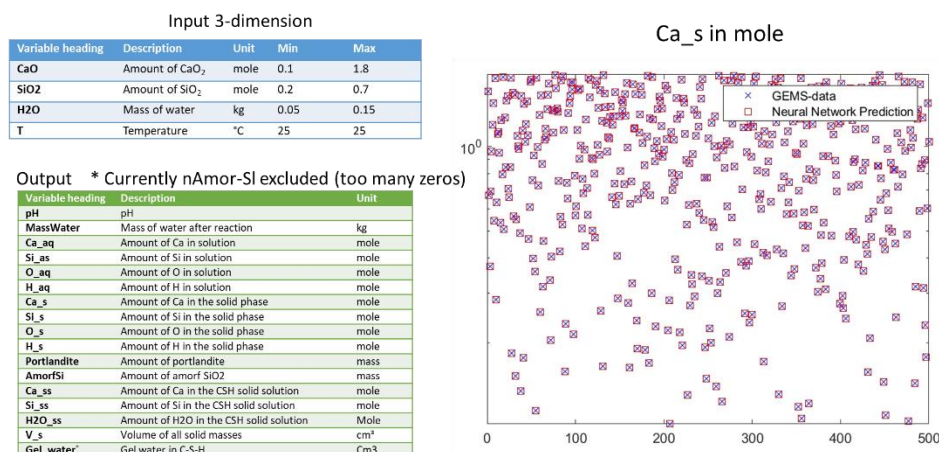 Input 3-dimension
Variable heading Description Unit Min Max
CaO Amount of CaO₂ mole 0.1 1.8
SiO2 Amount of SiO₂ mole 0.2 0.7
H2O Mass of water kg 0.05 0.15
T Temperature °C 25 25
Output * Currently nAmor-Sl excluded (too many zeros)
Variable heading Description Unit
pH pH
MassWater Mass of water after reaction kg
Ca_aq Amount of Ca in solution mole
Si_as Amount of Si in solution mole
O_aq Amount of O in solution mole
H_aq Amount of H in solution mole
Ca_s Amount of Ca in the solid phase mole
Si_s Amount of Si in the solid phase mole
O_s Amount of O in the solid phase mole
H_s Amount of H in the solid phase mole
Portlandite Amount of portlandite mass
AmorfSi Amount of amorf SiO2 mass
Ca_ss Amount of Ca in the CSH solid solution mole
Si_ss Amount of Si in the CSH solid solution mole
H2O_ss Amount of H2O in the CSH solid solution Mole
V_s Volume of all solid masses cm³
Gel_water* Gel water in C-S-H Cm3
Ca_s in mole
GEMS-data
Neural Network Prediction
10⁰
0 100 200 300 400 500